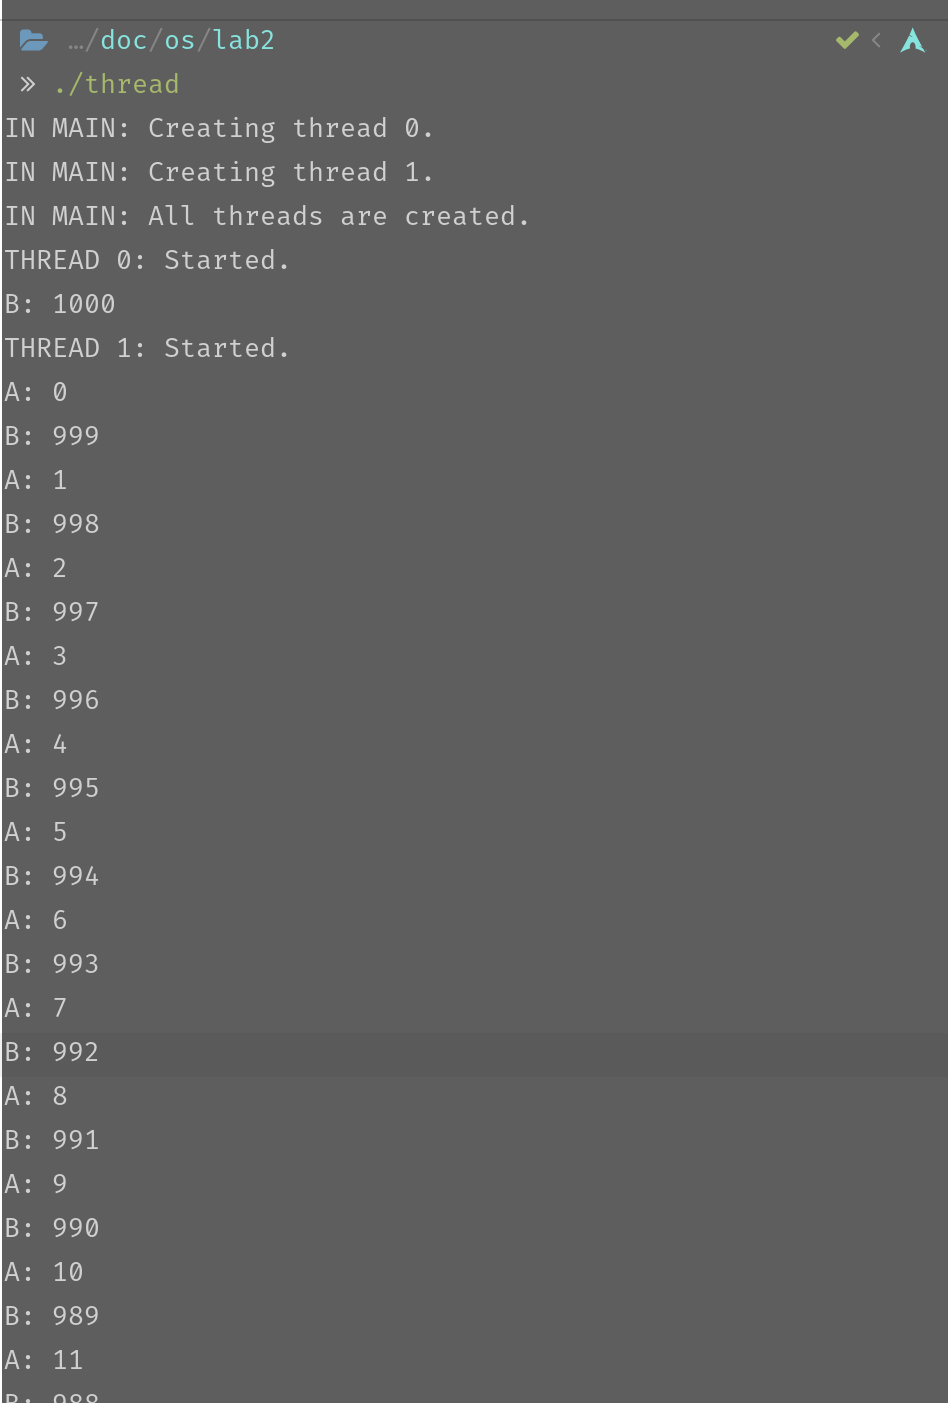 …/doc/os/lab2
» ./thread
IN MAIN: Creating thread 0.
IN MAIN: Creating thread 1.
IN MAIN: All threads are created.
THREAD 0: Started.
B: 1000
THREAD 1: Started.
A: 0
B: 999
A: 1
B: 998
A: 2
B: 997
A: 3
B: 996
A: 4
B: 995
A: 5
B: 994
A: 6
B: 993
A: 7
B: 992
A: 8
B: 991
A: 9
B: 990
A: 10
B: 989
A: 11
B: 988